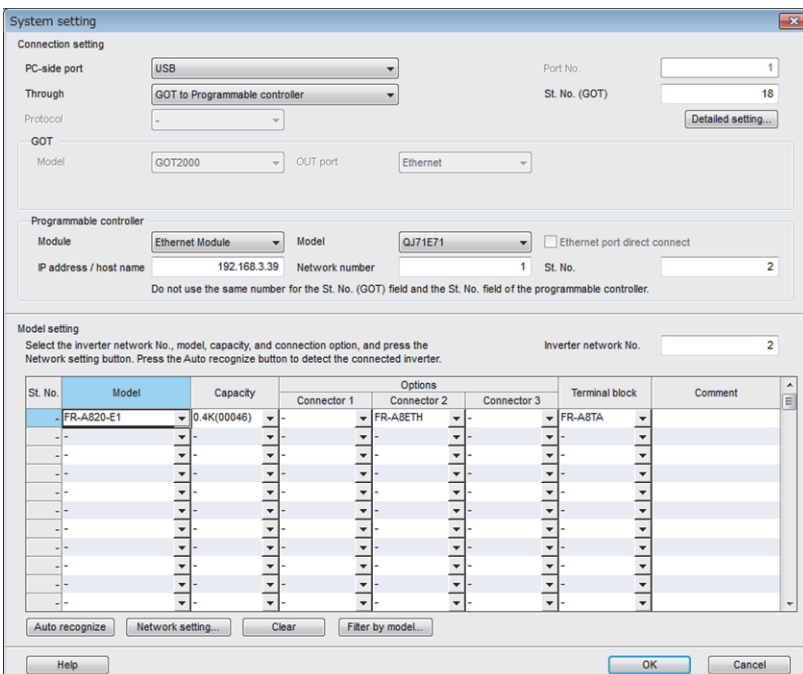 System setting
Connection setting
PC-side port USB Port No. 1
Through GOT to Programmable controller St. No. (GOT) 18
Protocol - Detailed setting...
GOT
Model GOT2000 OUT port Ethernet
Programmable controller
Module Ethernet Module Model QJ71E71 Ethernet port direct connect
IP address / host name 192.168.3.39 Network number 1 St. No. 2
Do not use the same number for the St. No. (GOT) field and the St. No. field of the programmable controller.
Model setting
Select the inverter network No., model, capacity, and connection option, and press the Inverter network No. 2
Network setting button. Press the Auto recognize button to detect the connected inverter.
St. No. Model Capacity Options Terminal block Comment
Connector 1 Connector 2 Connector 3
- FR-A820-E1 0.4K(00046) - FR-A8ETH - FR-A8TA
- - - - - - -
- - - - - - -
- - - - - - -
- - - - - - -
- - - - - - -
- - - - - - -
- - - - - - -
- - - - - - -
- - - - - - -
- - - - - - -
Auto recognize Network setting... Clear Filter by model...
Help OK Cancel